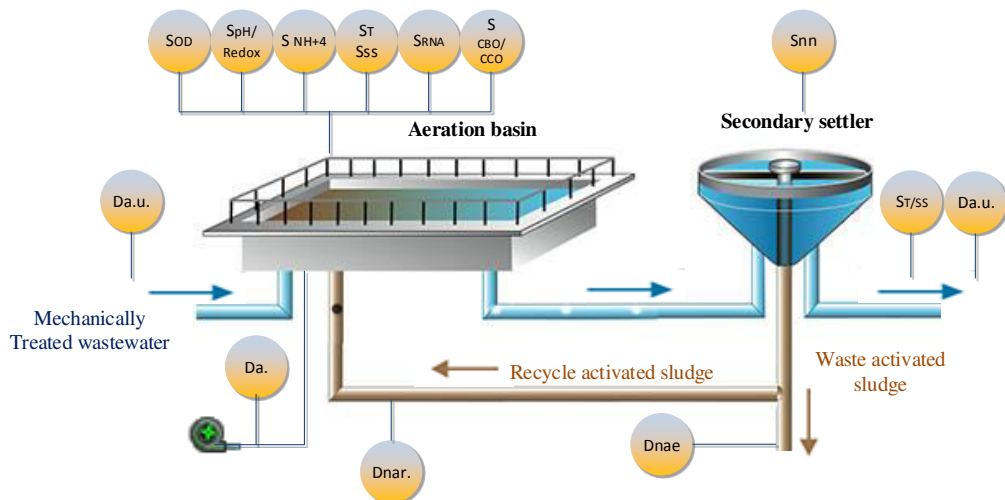 SOD
SpH/
Redox
S NH+4
ST
Sss
SRNA
S
CBO/
CCO
Snn
Aeration basin
Secondary settler
Da.u.
ST/SS
Da.u.
Mechanically
Treated wastewater
Da.
Recycle activated sludge
Waste activated
sludge
Dnar.
Dnae